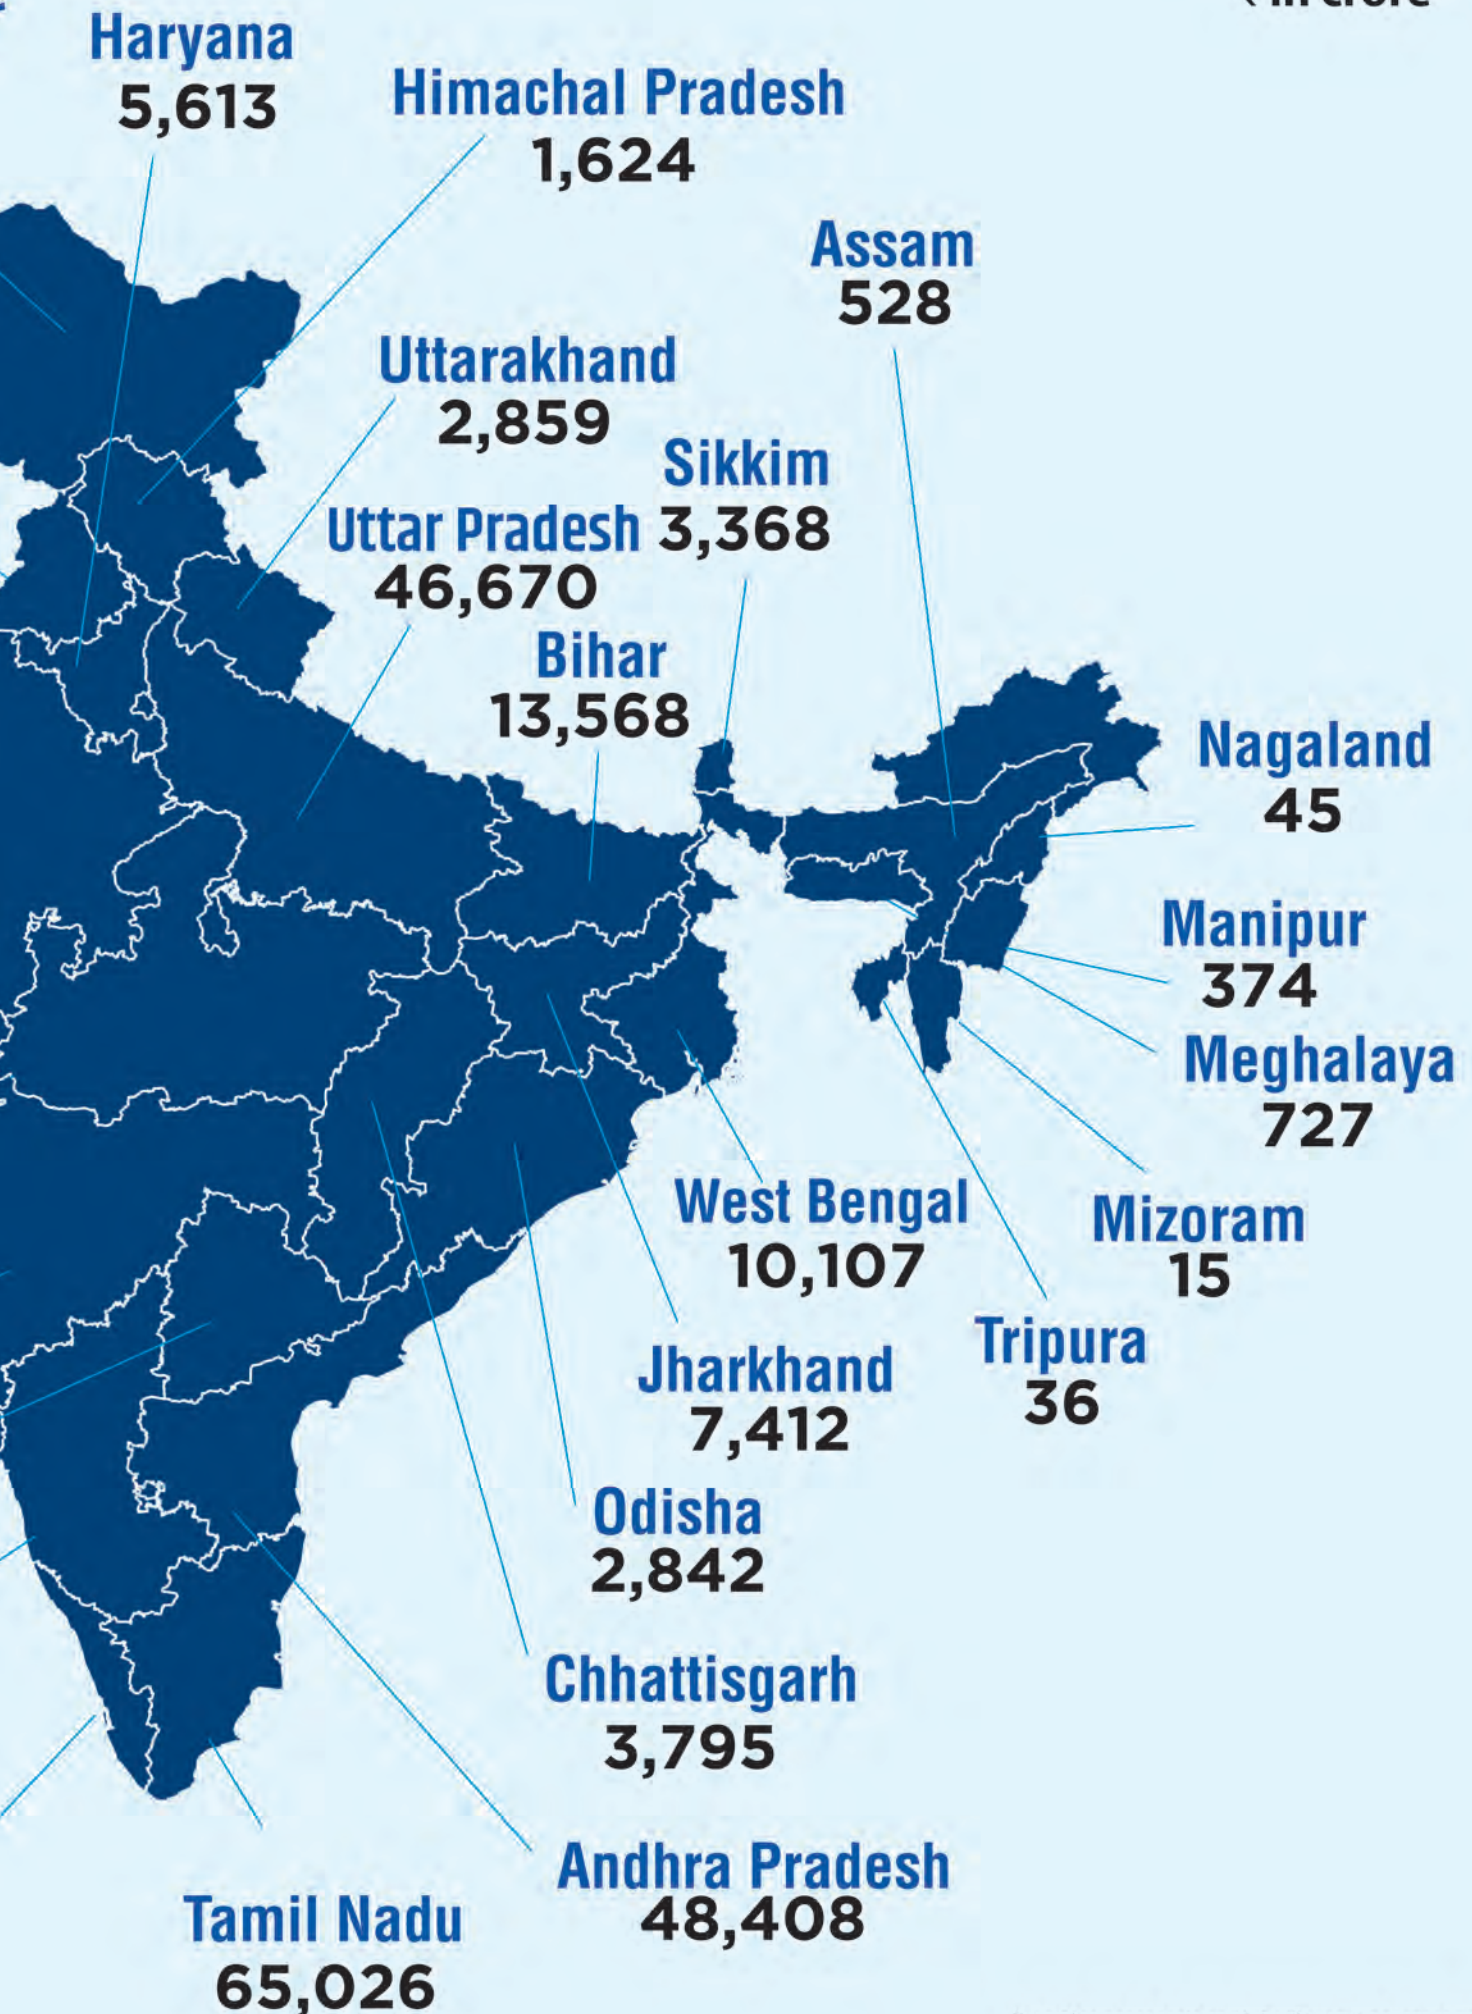 ₹ in crore
Haryana
5,613
Himachal Pradesh
1,624
Assam
528
Uttarakhand
2,859
Sikkim
3,368
Uttar Pradesh
46,670
Bihar
13,568
Nagaland
45
Manipur
374
Meghalaya
727
Mizoram
15
West Bengal
10,107
Tripura
36
Jharkhand
7,412
Odisha
2,842
Chhattisgarh
3,795
Andhra Pradesh
48,408
Tamil Nadu
65,026